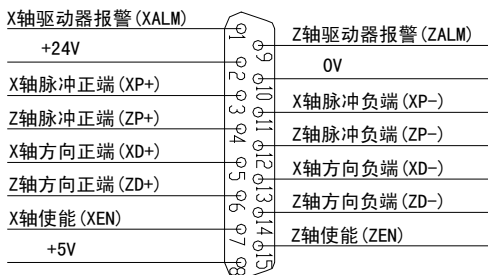 X轴驱动器报警(XALM)
+24V
X轴脉冲正端(XP+)
Z轴脉冲正端(ZP+)
X轴方向正端(XD+)
Z轴方向正端(ZD+)
X轴使能(XEN)
+5V
1
2
3
4
5
6
7
8
9
10
11
12
13
14
15
Z轴驱动器报警(ZALM)
0V
X轴脉冲负端(XP-)
Z轴脉冲负端(ZP-)
X轴方向负端(XD-)
Z轴方向负端(ZD-)
Z轴使能(ZEN)